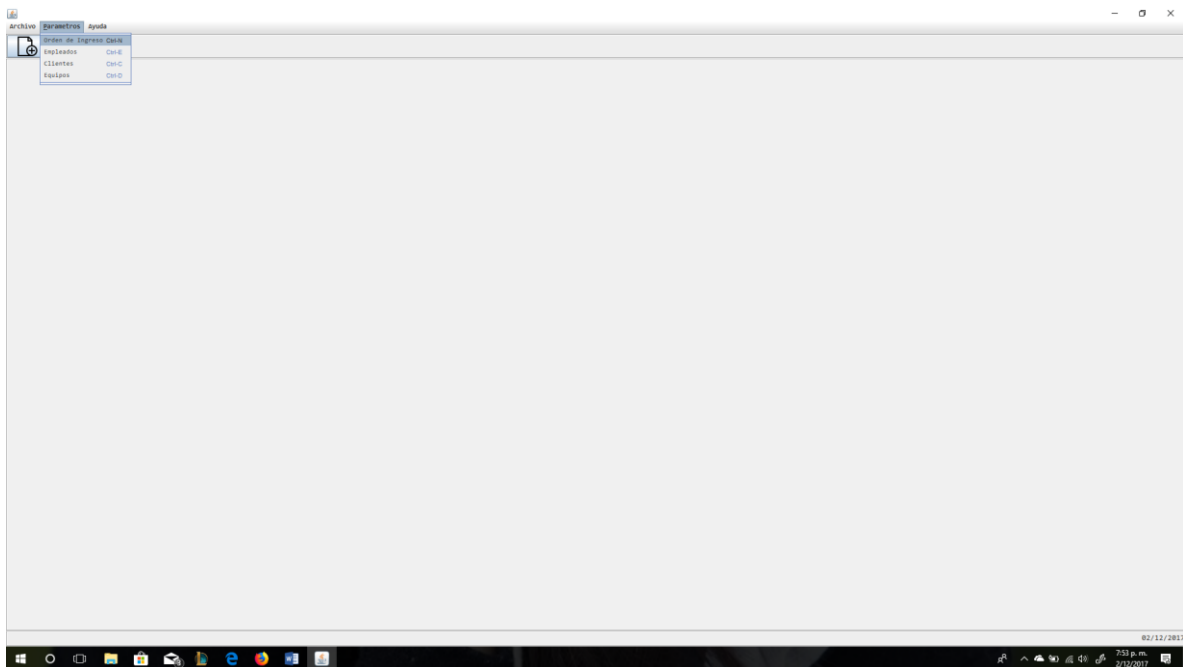 Archivo Parametros Ayuda
Orden de Ingreso Ctrl-N
Empleados Ctrl-E
Clientes Ctrl-C
Equipos Ctrl-D
02/12/2017
7:53 p. m.
2/12/2017